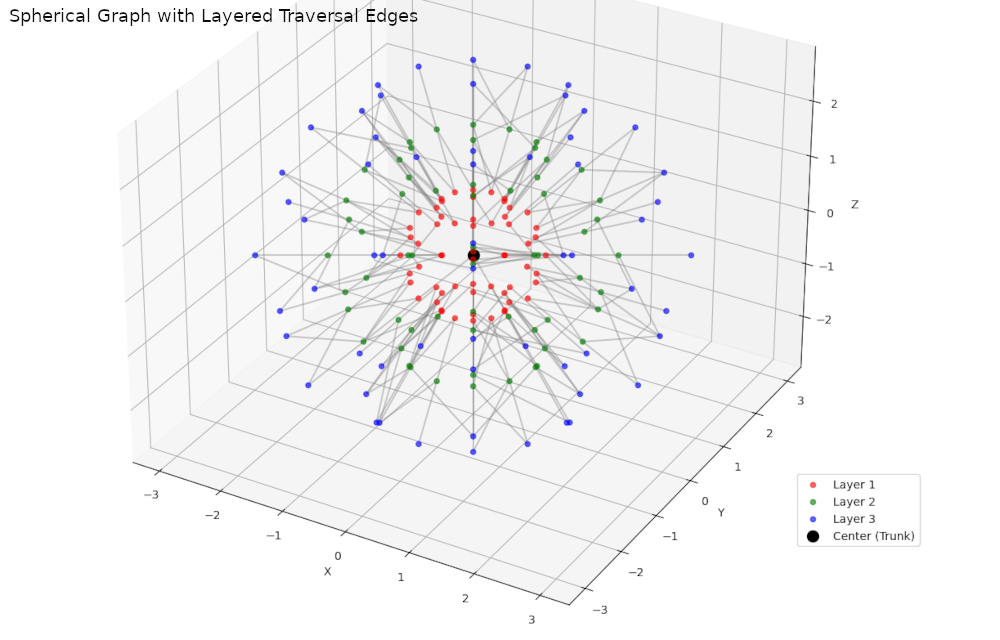 Spherical Graph with Layered Traversal Edges
2
1
0
−1
−2
Z
3
2
1
0
−1
−2
−3
Y
−3
−2
−1
0
1
2
3
X
Layer 1
Layer 2
Layer 3
Center (Trunk)